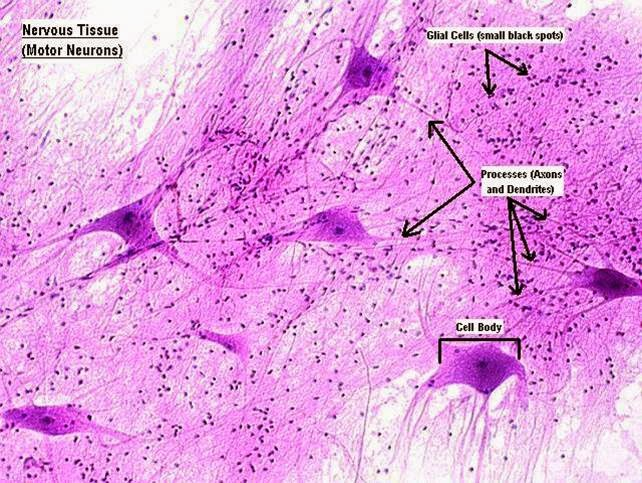 Nervous Tissue
(Motor Neurons)
Glial Cells (small black spots)
Processes (Axons
and Dendrites)
Cell Body